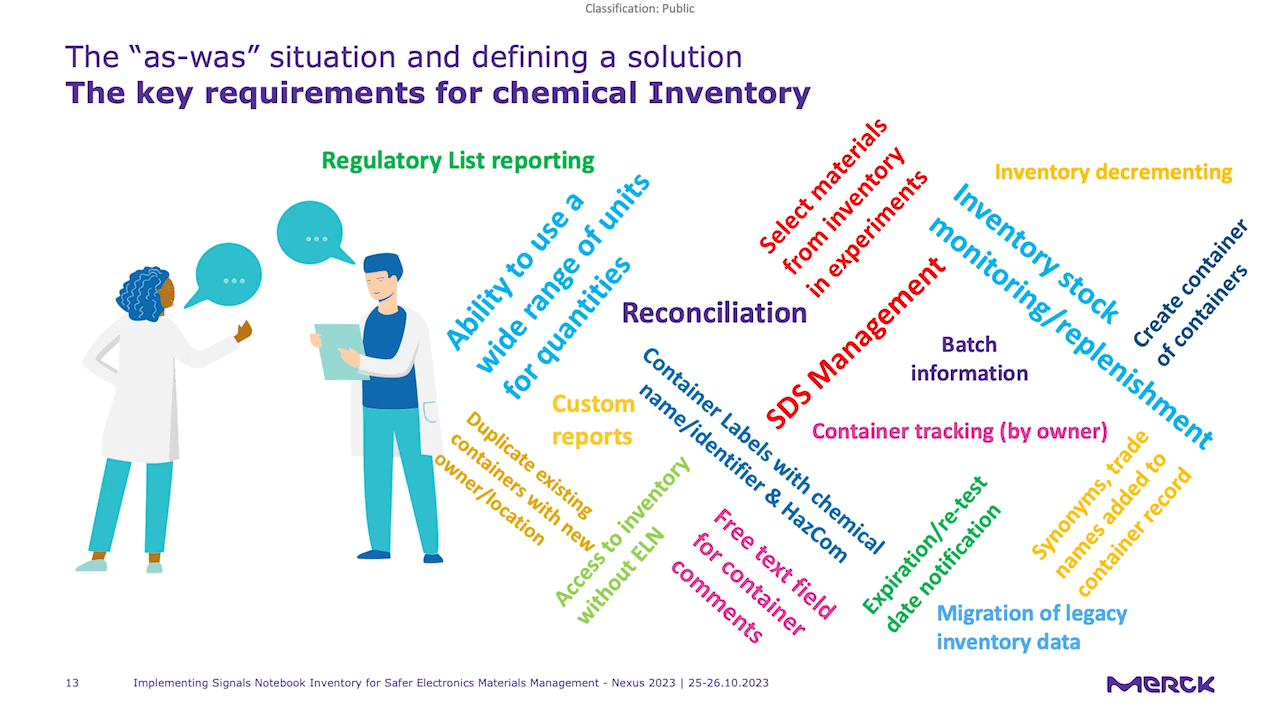 Classification: Public
The “as-was” situation and defining a solution
The key requirements for chemical Inventory
Regulatory List reporting
Ability to use a
wide range of units
for quantities
Select materials
from inventory
in experiments
Inventory decrementing
Inventory stock
monitoring/replenishment
Create container
of containers
Reconciliation
SDS Management
Batch
information
Custom
reports
Container Labels with chemical
name/identifier & HazCom
Container tracking (by owner)
Duplicate existing
containers with new
owner/location
Access to inventory
without ELN
Free text field
for container
comments
Expiration/re-test
date notification
Synonyms, trade
names added to
container record
Migration of legacy
inventory data
13
Implementing Signals Notebook Inventory for Safer Electronics Materials Management - Nexus 2023 | 25-26.10.2023
MERCK